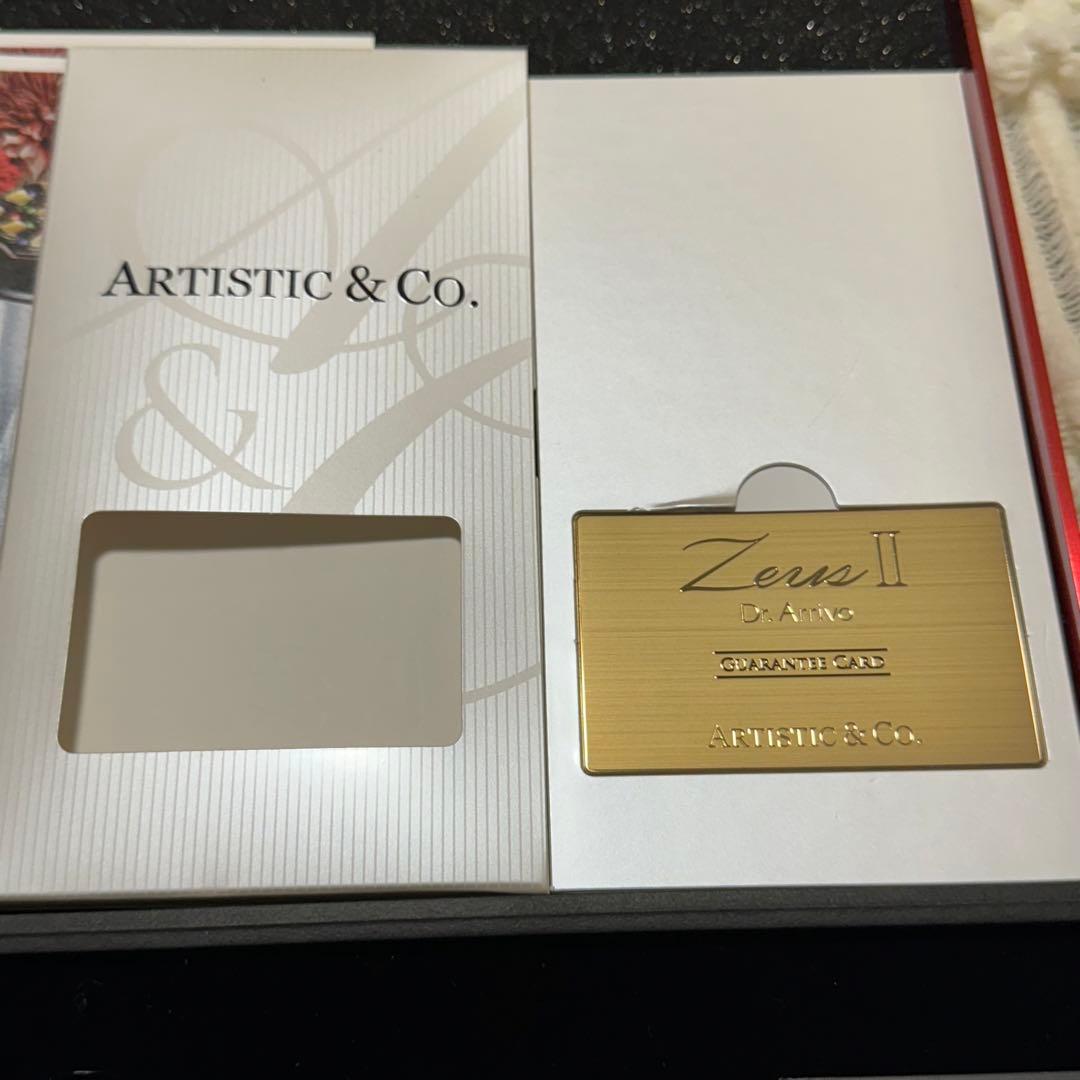 ARTISTIC & CO.
&
Zeus II
Dr. Arrivo
GUARANTEE CARD
ARTISTIC & CO.